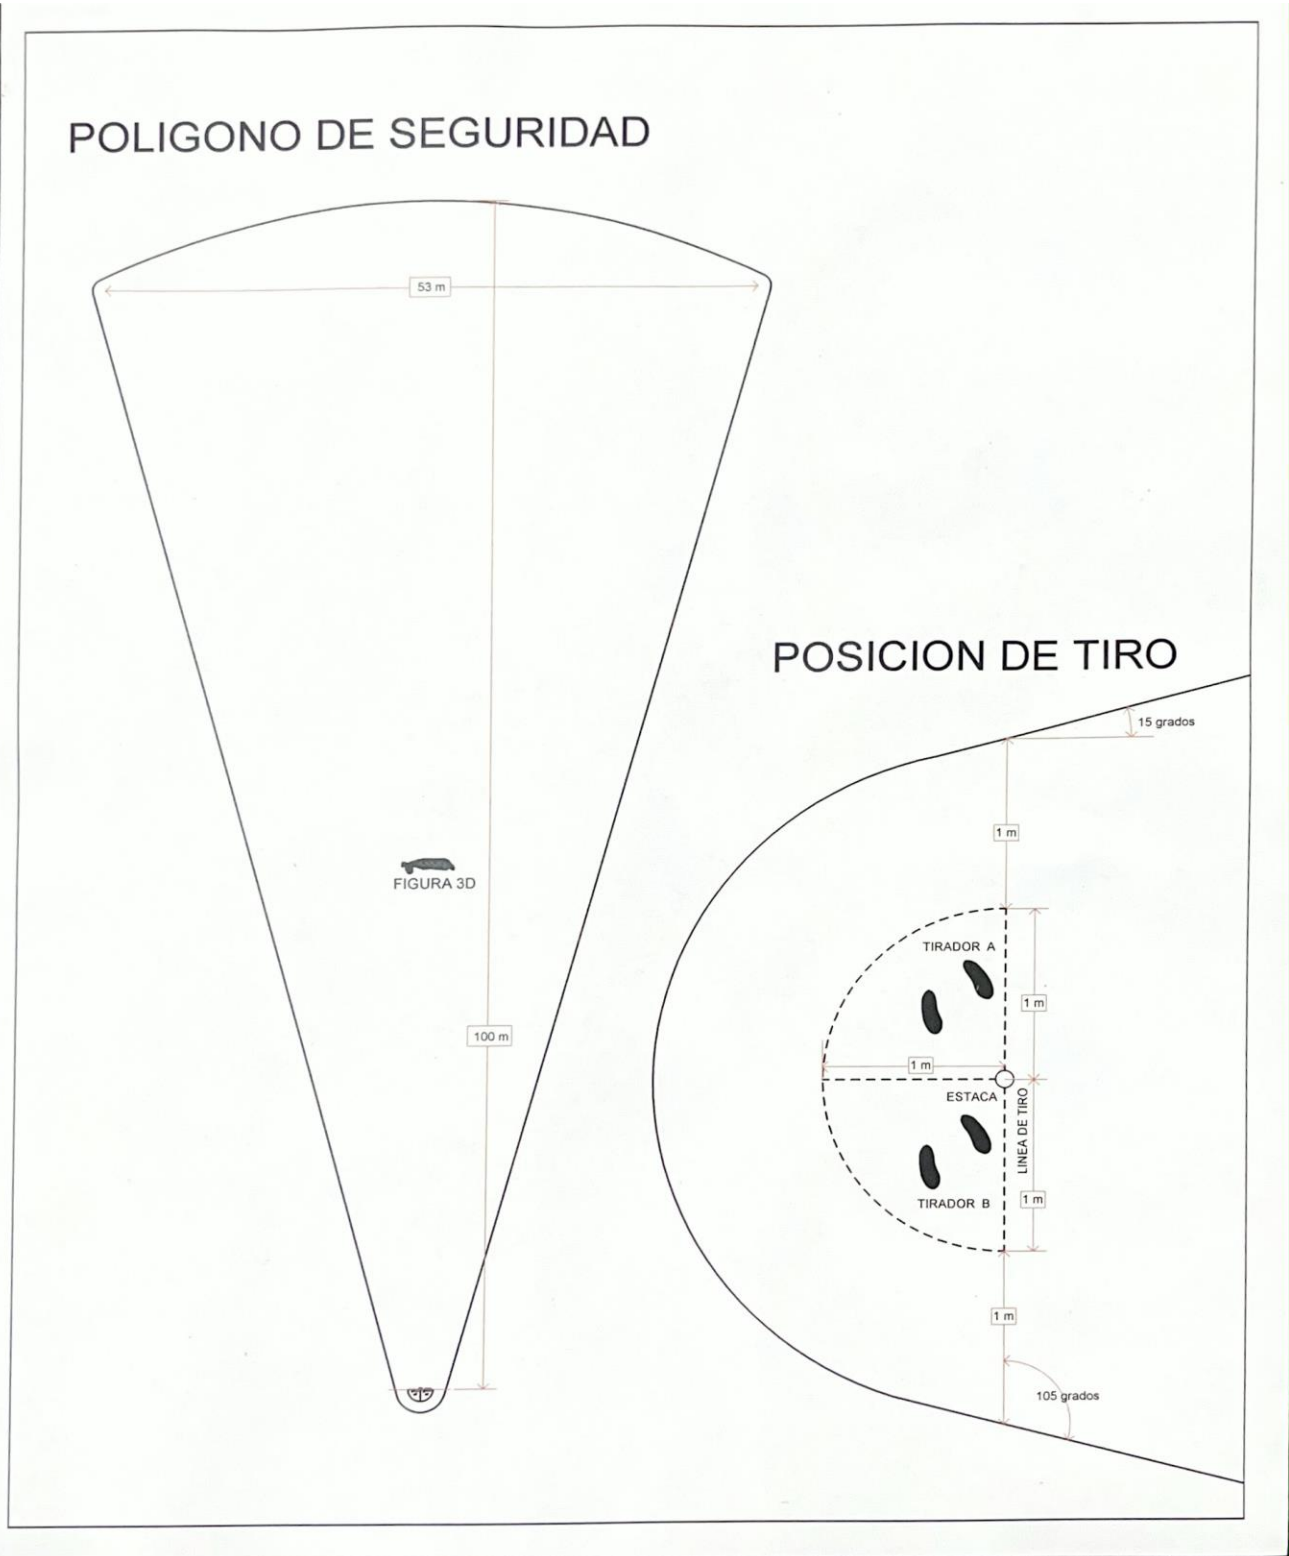 POLIGONO DE SEGURIDAD
53 m
FIGURA 3D
100 m
POSICION DE TIRO
15 grados
1 m
TIRADOR A
1 m
1 m
ESTACA
LINEA DE TIRO
TIRADOR B
1 m
1 m
105 grados